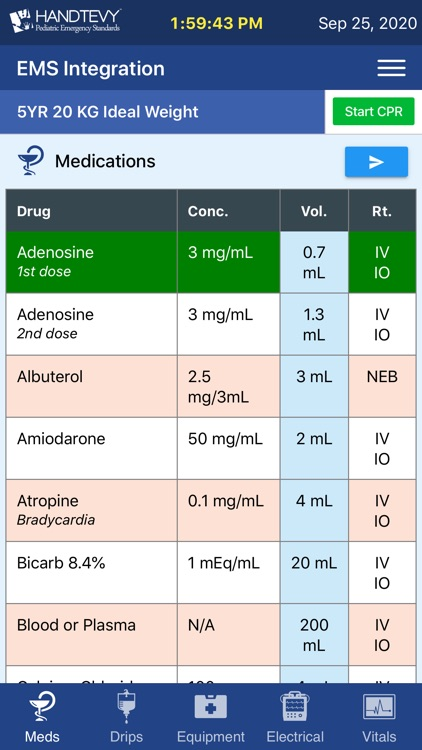 HANDTEVY
Pediatric Emergency Standards
1:59:43 PM
Sep 25, 2020
EMS Integration
5YR 20 KG Ideal Weight
Start CPR
Medications
Drug Conc. Vol. Rt.
Adenosine 3 mg/mL 0.7 IV
1st dose mL IO
Adenosine 3 mg/mL 1.3 IV
2nd dose mL IO
Albuterol 2.5 3 mL NEB
mg/3mL
Amiodarone 50 mg/mL 2 mL IV
IO
Atropine 0.1 mg/mL 4 mL IV
Bradycardia IO
Bicarb 8.4% 1 mEq/mL 20 mL IV
IO
Blood or Plasma N/A 200 IV
mL IO
Meds Drips Equipment Electrical Vitals